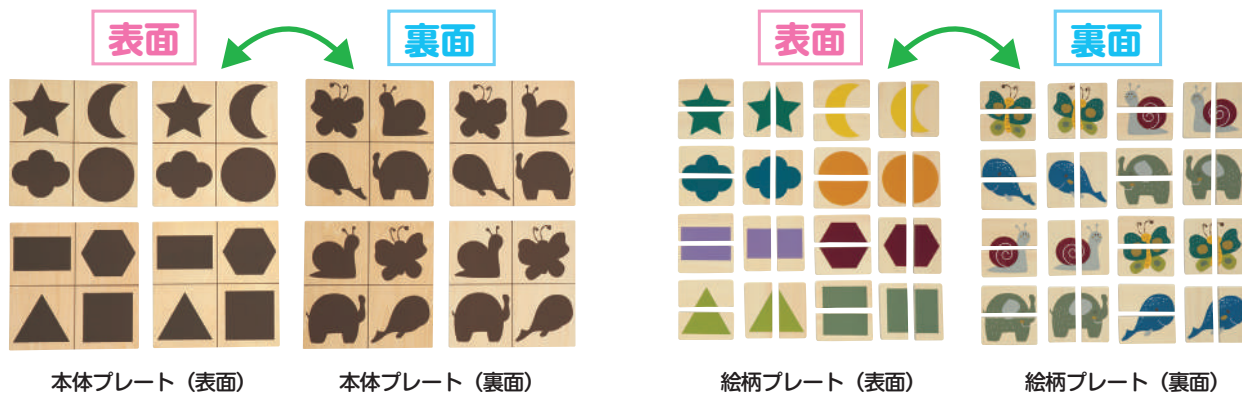 表面
裏面
表面
裏面
本体プレート（表面）
本体プレート（裏面）
絵柄プレート（表面）
絵柄プレート（裏面）